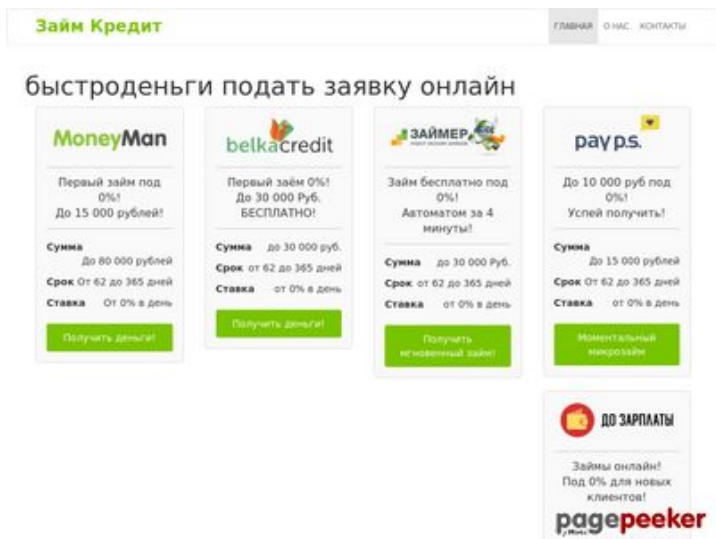 Займ Кредит
ГЛАВНАЯ О НАС. КОНТАКТЫ
быстроденьги подать заявку онлайн
MoneyMan
Первый займ под
0%!
До 15 000 рублей!
Сумма
До 80 000 рублей
Срок От 62 до 365 дней
Ставка От 0% в день
Получить деньги!
belkacredit
Первый заём 0%!
До 30 000 Руб.
БЕСПЛАТНО!
Сумма до 30 000 руб.
Срок от 62 до 365 дней
Ставка от 0% в день
Получить деньги!
ЗАЙМЕР
Займ бесплатно под
0%!
Автоматом за 4
минуты!
Сумма до 30 000 Руб.
Срок от 62 до 365 дней
Ставка от 0% в день
Получить
мгновенный займ!
pay p.s.
До 10 000 руб под
0%!
Успей получить!
Сумма
До 15 000 рублей
Срок От 62 до 365 дней
Ставка от 0% в день
Моментальный
микрозайм
ДО ЗАРПЛАТЫ
Займы онлайн!
Под 0% для новых
клиентов!
pagepeeker